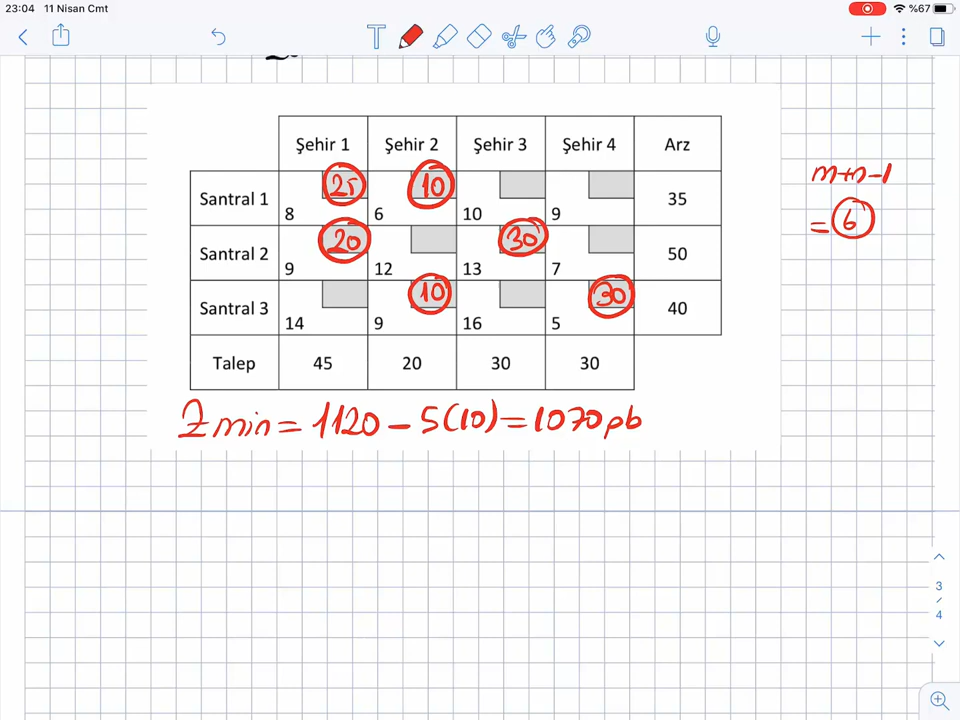 23:04 11 Nisan Cmt %67
T
Şehir 1 Şehir 2 Şehir 3 Şehir 4 Arz
Santral 1 8 25 6 10 10 9 35
Santral 2 9 20 12 13 30 7 50
Santral 3 14 9 10 16 5 30 40
Talep 45 20 30 30
m+n-1
= 6
Zmin = 1120 - 5(10) = 1070pb
3
/
4